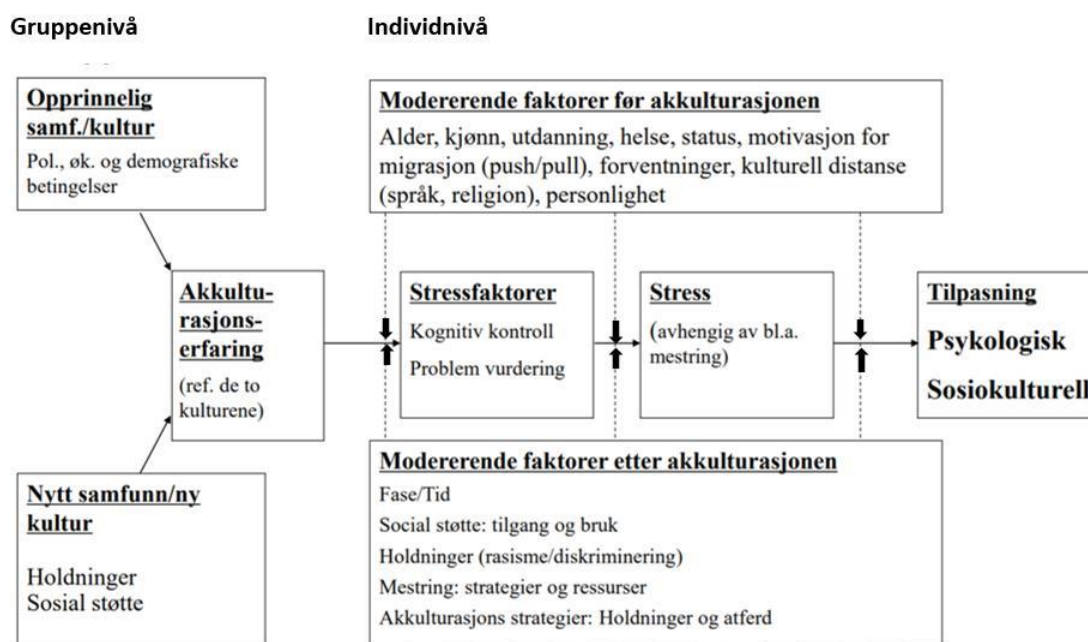 Gruppenivå
Individnivå
Opprinnelig
samf./kultur
Pol., øk. og demografiske
betingelser
Modererende faktorer før akkulturasjonen
Alder, kjønn, utdanning, helse, status, motivasjon for
migrasjon (push/pull), forventninger, kulturell distanse
(språk, religion), personlighet
Akkultu-
rasjons-
erfaring
(ref. de to
kulturene)
Stressfaktorer
Kognitiv kontroll
Problem vurdering
Stress
(avhengig av bl.a.
mestring)
Tilpasning
Psykologisk
Sosiokulturell
Nytt samfunn/ny
kultur
Holdninger
Sosial støtte
Modererende faktorer etter akkulturasjonen
Fase/Tid
Social støtte: tilgang og bruk
Holdninger (rasisme/diskriminering)
Mestring: strategier og ressurser
Akkulturasjons strategier: Holdninger og atferd